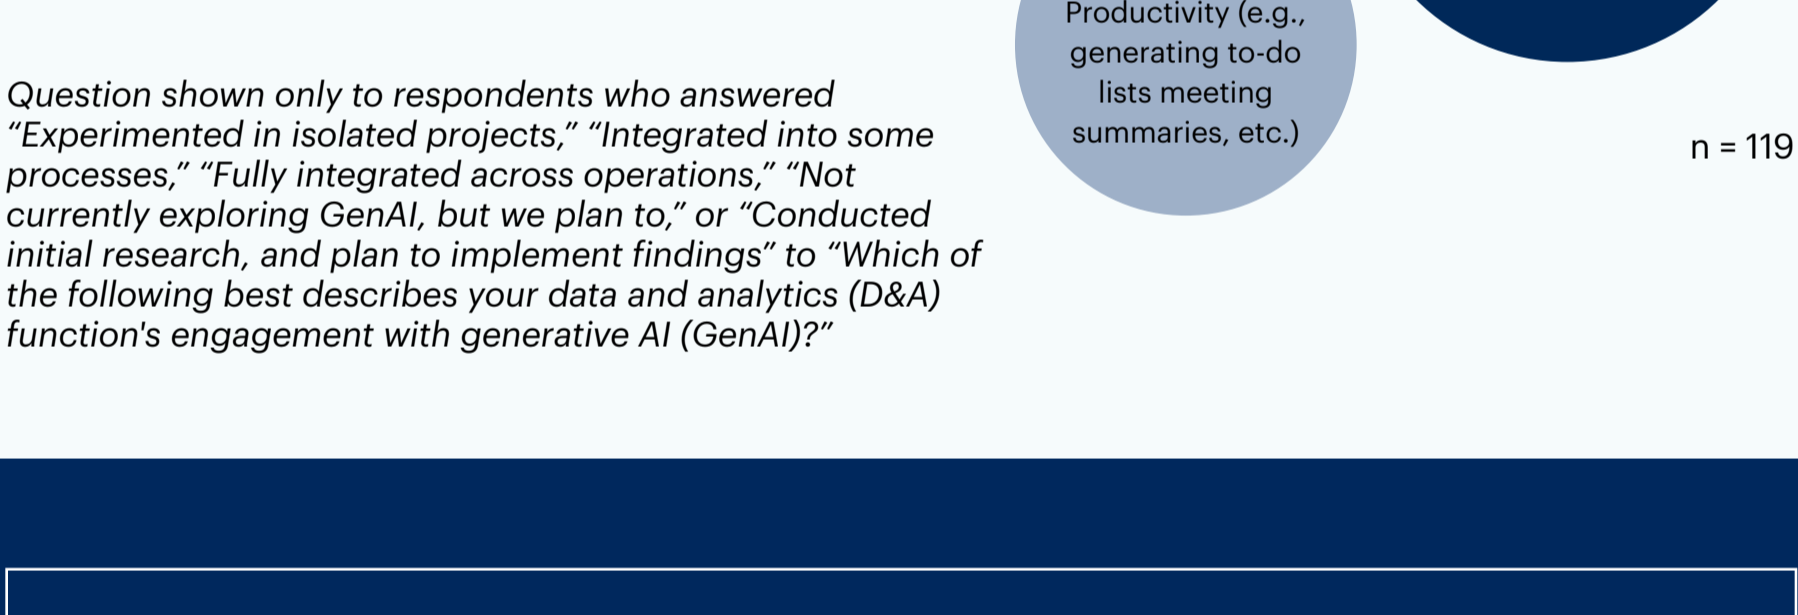 Productivity (e.g.,
generating to-do
lists meeting
summaries, etc.)
Question shown only to respondents who answered
“Experimented in isolated projects,” “Integrated into some
processes,” “Fully integrated across operations,” “Not
currently exploring GenAI, but we plan to,” or “Conducted
initial research, and plan to implement findings” to “Which of
the following best describes your data and analytics (D&A)
function's engagement with generative AI (GenAI)?”
n = 119